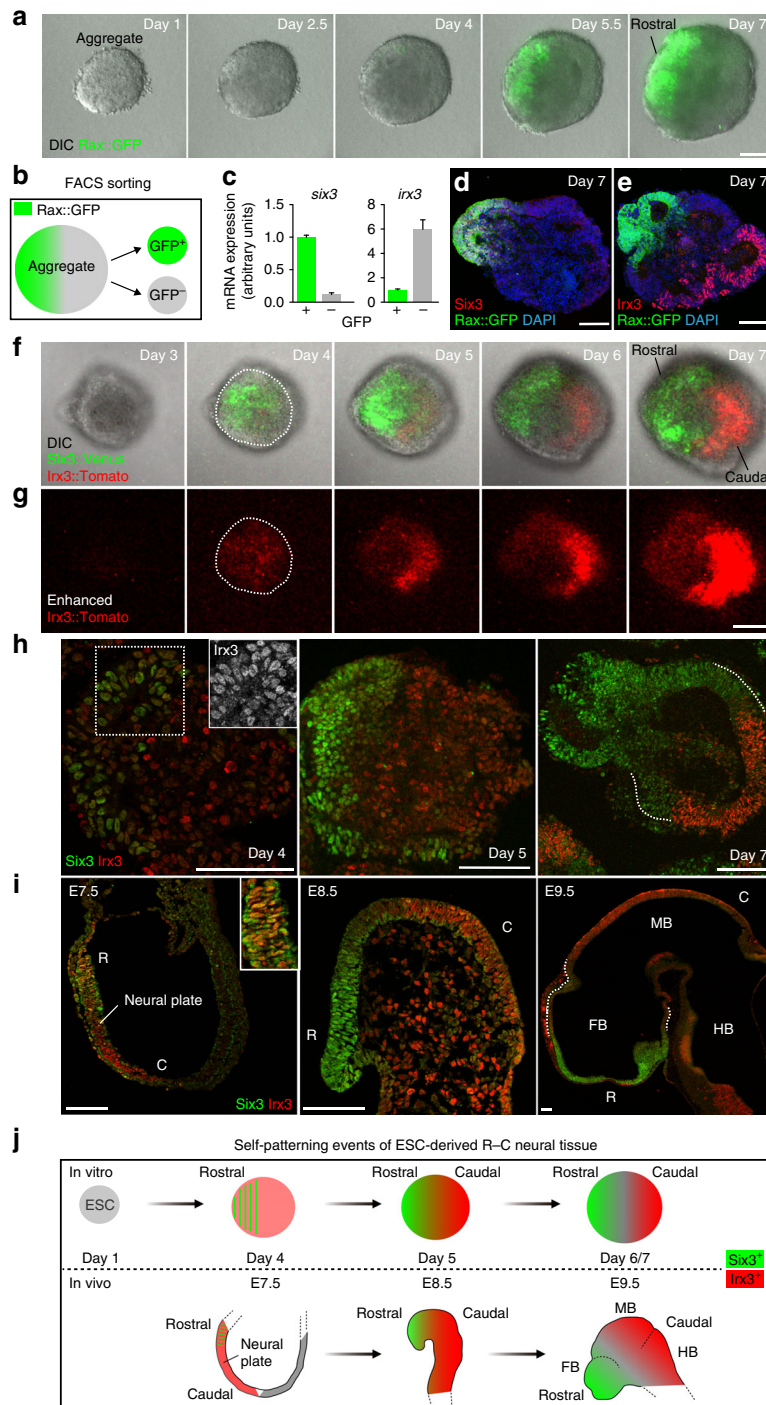 a
Day 1
Day 2.5
Day 4
Day 5.5
Day 7
Aggregate
Rostral
DIC Rax::GFP
b
FACS sorting
Rax::GFP
Aggregate
GFP+
GFP−
c
mRNA expression
(arbitrary units)
six3
irx3
1.5
1.0
0.5
0.0
8
6
4
2
0
+ −
+ −
GFP
d
Day 7
Six3
Rax::GFP DAPI
e
Day 7
Irx3
Rax::GFP DAPI
f
Day 3
Day 4
Day 5
Day 6
Day 7
Rostral
DIC
Six3::Venus
Irx3::Tomato
Caudal
g
Enhanced
Irx3::Tomato
h
Irx3
Six3 Irx3
Day 4
Day 5
Day 7
i
E7.5
R
Neural plate
C
Six3 Irx3
E8.5
C
R
E9.5
C
MB
FB
HB
R
j
Self-patterning events of ESC-derived R–C neural tissue
In vitro
Rostral
Rostral Caudal
Rostral Caudal
ESC
Day 1
Day 4
Day 5
Day 6/7
Six3+
Irx3+
In vivo
E7.5
E8.5
E9.5
Rostral
Neural
plate
Caudal
Rostral
Caudal
MB
Caudal
HB
FB
Rostral